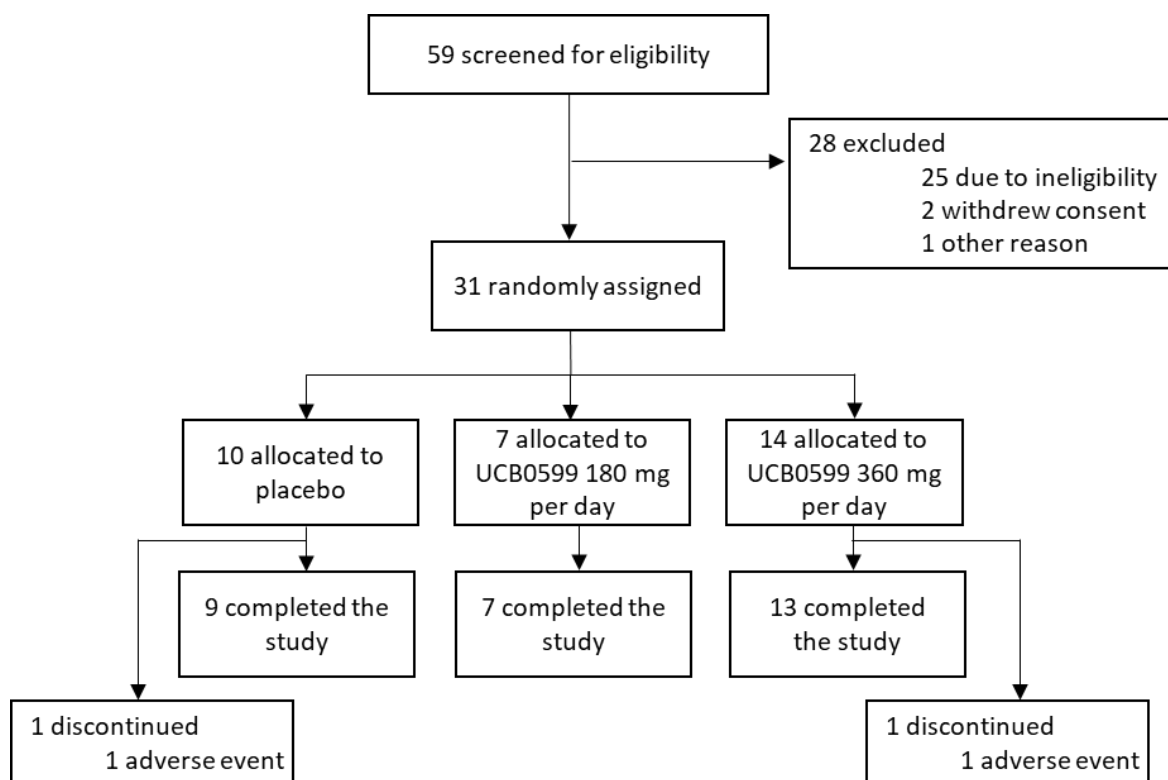 59 screened for eligibility
28 excluded
25 due to ineligibility
2 withdrew consent
1 other reason
31 randomly assigned
10 allocated to
placebo
7 allocated to
UCB0599 180 mg
per day
14 allocated to
UCB0599 360 mg
per day
9 completed the
study
7 completed the
study
13 completed
the study
1 discontinued
1 adverse event
1 discontinued
1 adverse event